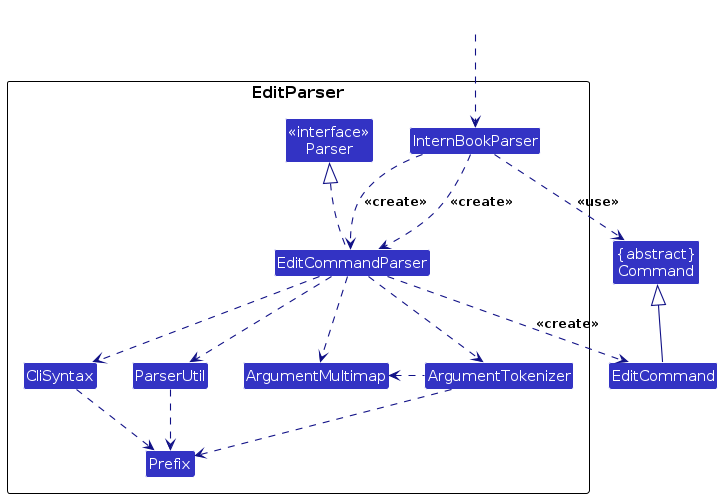 EditParser
«interface»
Parser
InternBookParser
«create»
«create»
«use»
{abstract}
Command
EditCommandParser
«create»
CliSyntax
ParserUtil
ArgumentMultimap
ArgumentTokenizer
EditCommand
Prefix